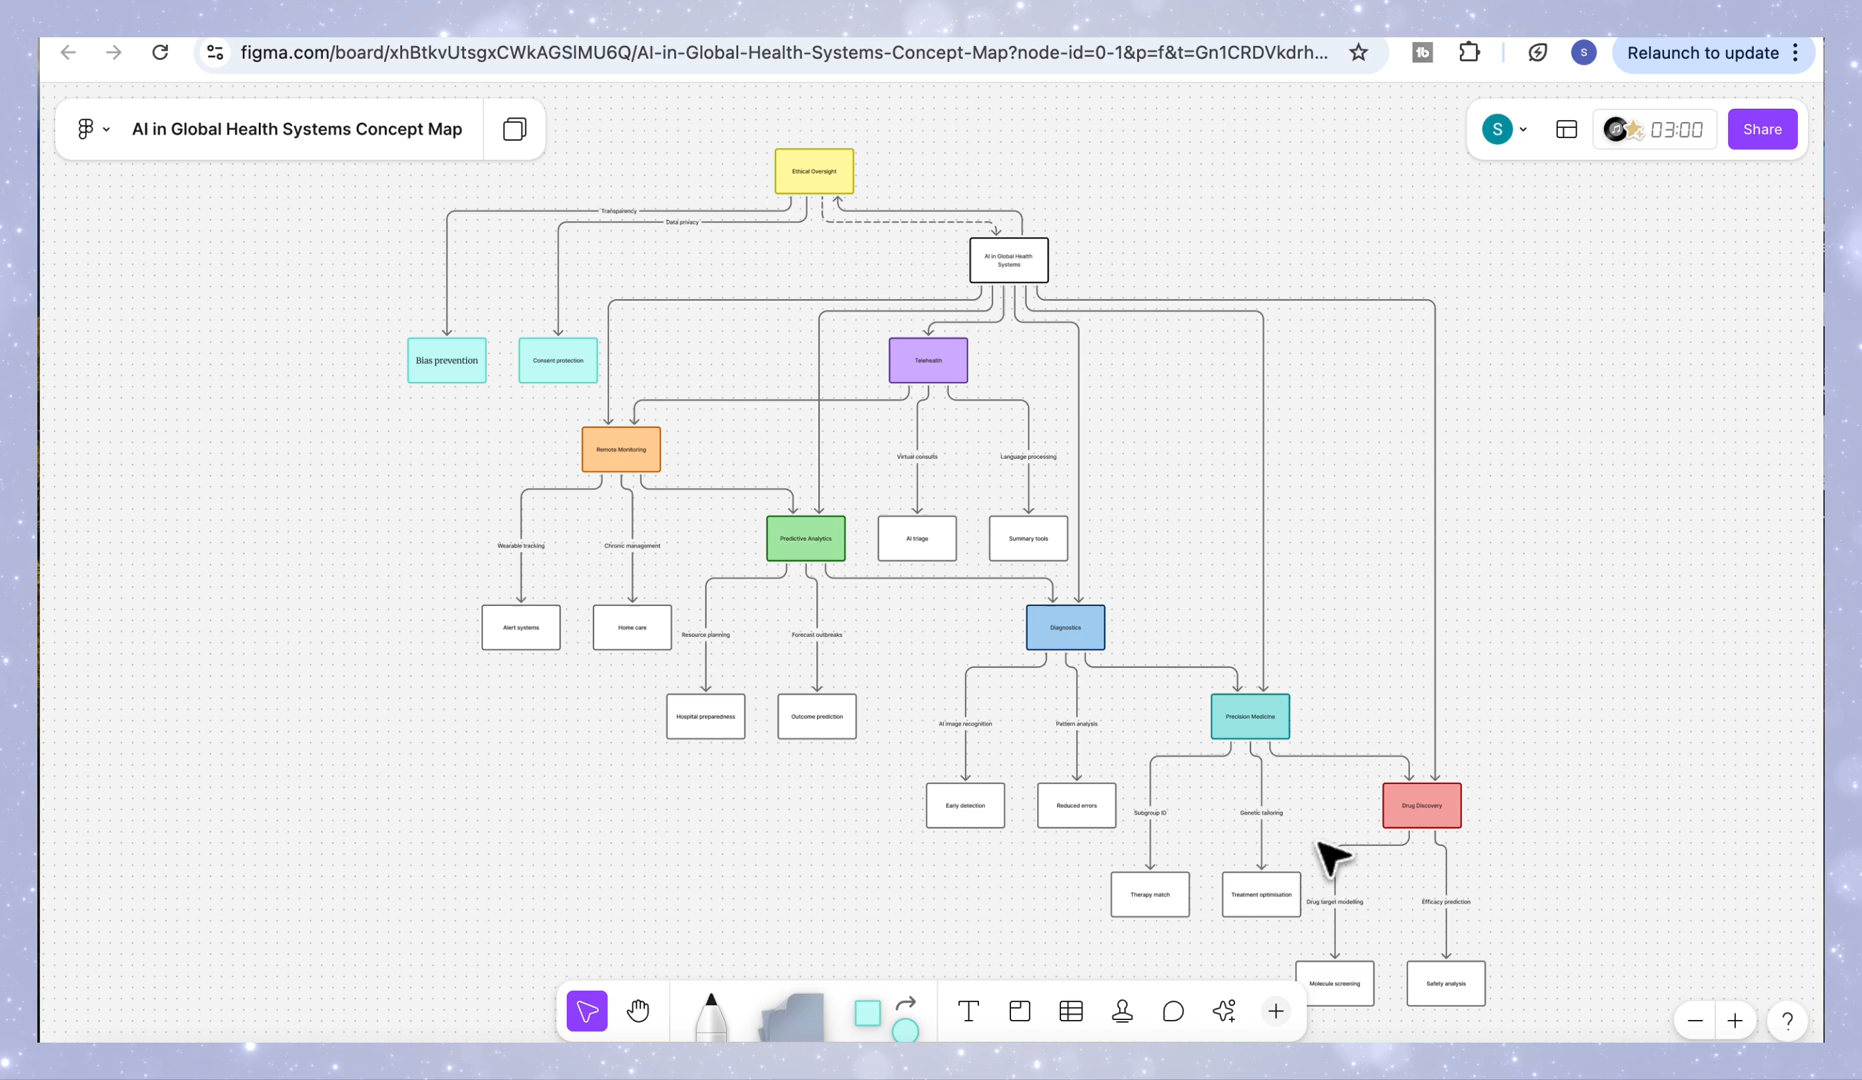 figma.com/board/xhBtkvUtsgxCWkAGSlMU6Q/AI-in-Global-Health-Systems-Concept-Map?node-id=0-1&p=f&t=Gn1CRDVkdrh...
S
Relaunch to update
AI in Global Health Systems Concept Map
S
03:00
Share
Ethical Oversight
Transparency
Data privacy
AI in Global Health
Systems
Bias prevention
Consent protection
Telehealth
Remote Monitoring
Virtual consults
Language processing
Wearable tracking
Chronic management
Predictive Analytics
AI triage
Summary tools
Alert systems
Home care
Resource planning
Forecast outbreaks
Diagnostics
Hospital preparedness
Outcome prediction
AI image recognition
Pattern analysis
Precision Medicine
Early detection
Reduced errors
Subgroup ID
Genetic tailoring
Drug Discovery
Therapy match
Treatment optimisation
Drug target modelling
Efficacy prediction
Molecule screening
Safety analysis